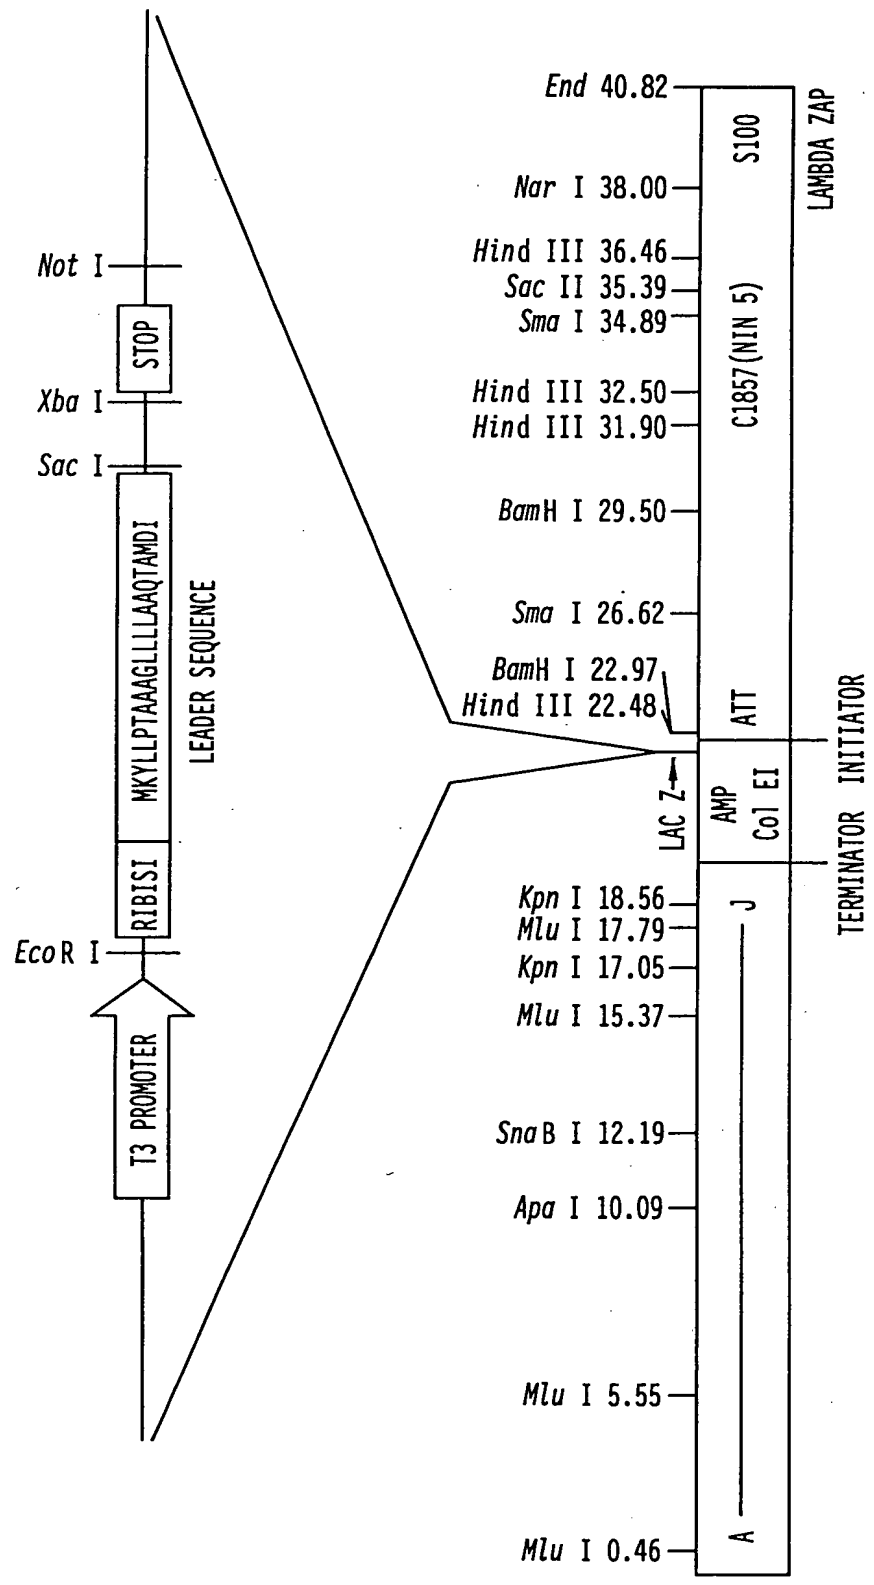 Not I
STOP
Xba I
Sac I
MKYLLPTAAAGLLLLAAQTAMDI
LEADER SEQUENCE
RIBISI
EcoR I
T3 PROMOTER
End 40.82
Nar I 38.00
Hind III 36.46
Sac II 35.39
Sma I 34.89
Hind III 32.50
Hind III 31.90
BamH I 29.50
Sma I 26.62
BamH I 22.97
Hind III 22.48
LAC Z
Kpn I 18.56
Mlu I 17.79
Kpn I 17.05
Mlu I 15.37
SnaB I 12.19
Apa I 10.09
Mlu I 5.55
Mlu I 0.46
S100
C1857(NIN 5)
ATT
AMP
Col EI
J
A
LAMBDA ZAP
INITIATOR
TERMINATOR